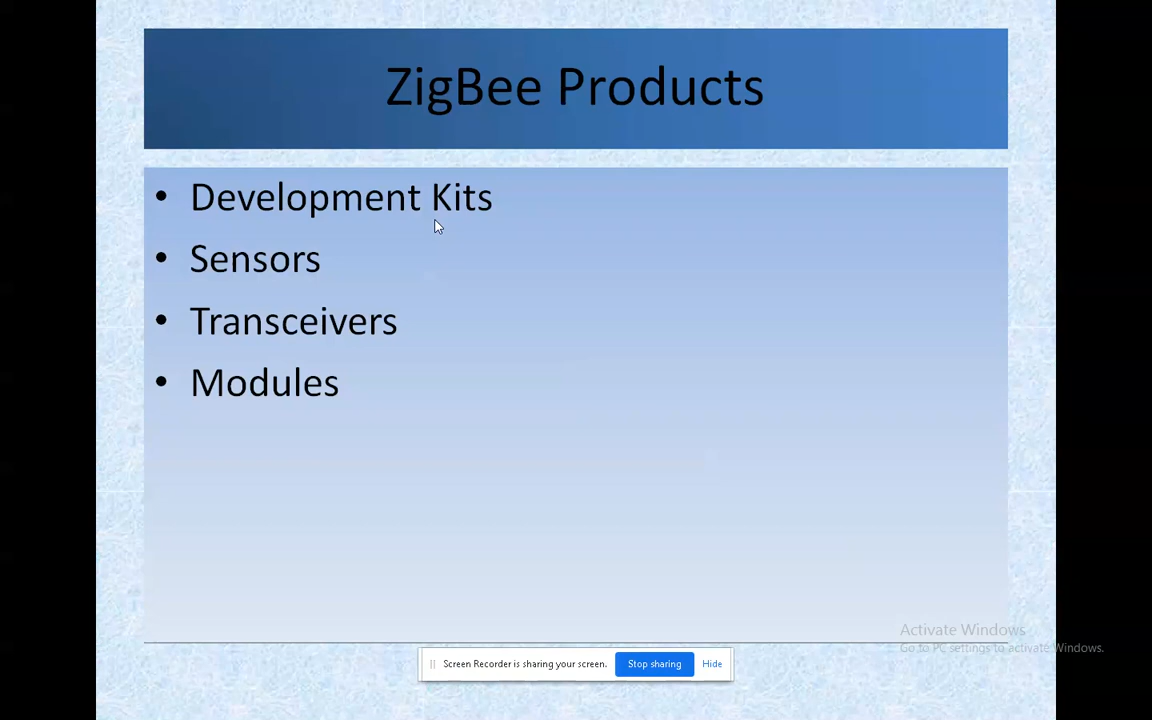 ZigBee Products
• Development Kits
• Sensors
• Transceivers
• Modules
Activate Windows
Go to PC settings to activate Windows.
Screen Recorder is sharing your screen. Stop sharing Hide